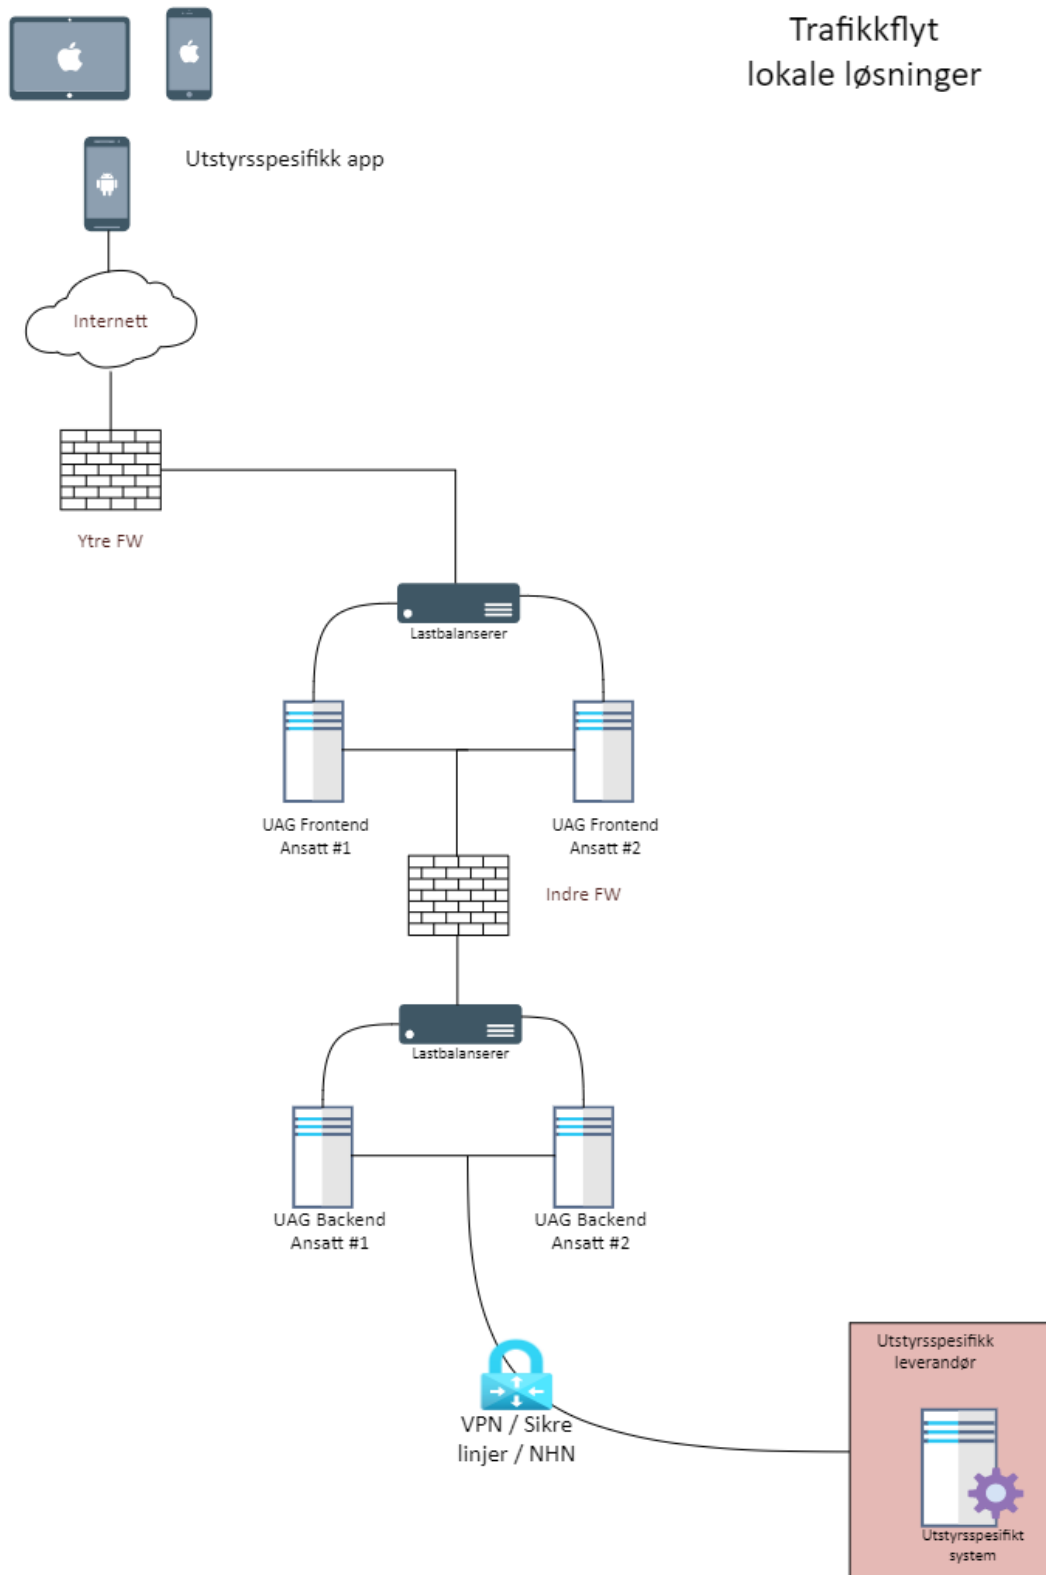 Trafikkflyt
lokale løsninger
Utstyrsspesifikk app
Internett
Ytre FW
Lastbalanserer
UAG Frontend
Ansatt #1
UAG Frontend
Ansatt #2
Indre FW
Lastbalanserer
UAG Backend
Ansatt #1
UAG Backend
Ansatt #2
VPN / Sikre
linjer / NHN
Utstyrsspesifikk
leverandør
Utstyrsspesifikt
system